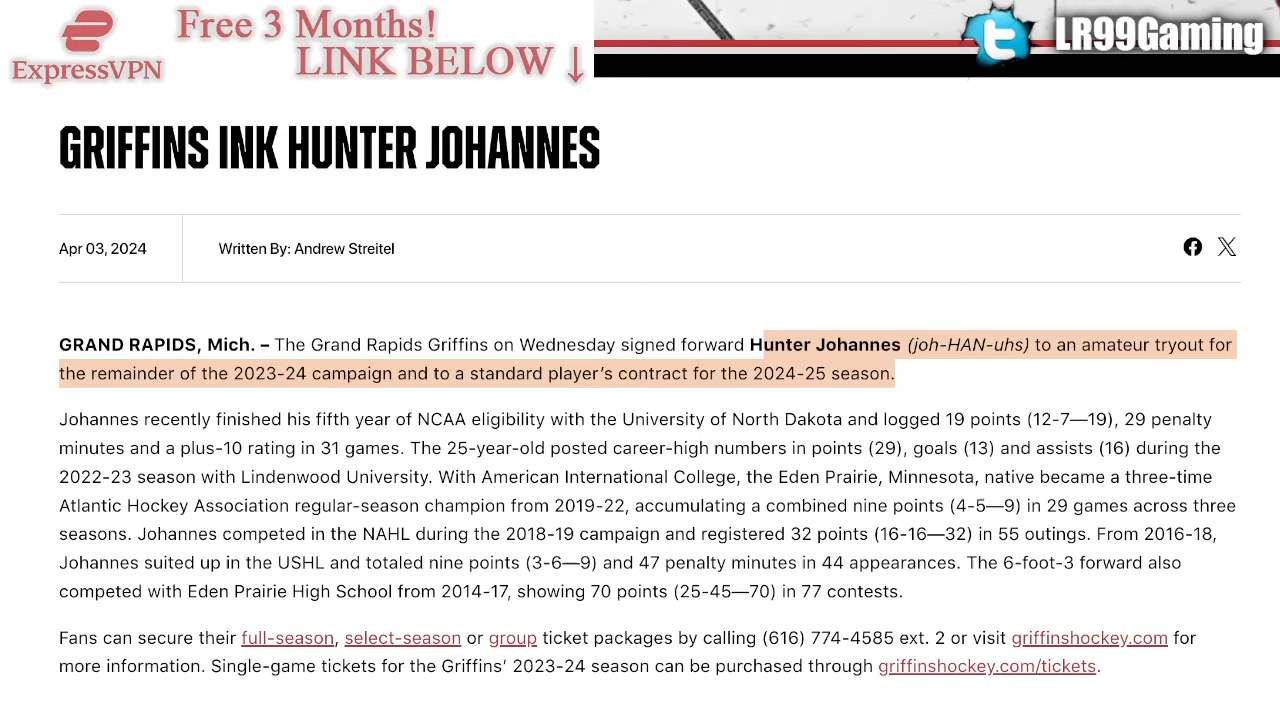 Free 3 Months!
LINK BELOW ↓
ExpressVPN
LR99Gaming
GRIFFINS INK HUNTER JOHANNES
Apr 03, 2024
Written By: Andrew Streitel
GRAND RAPIDS, Mich. – The Grand Rapids Griffins on Wednesday signed forward Hunter Johannes (joh-HAN-uhs) to an amateur tryout for
the remainder of the 2023-24 campaign and to a standard player’s contract for the 2024-25 season.
Johannes recently finished his fifth year of NCAA eligibility with the University of North Dakota and logged 19 points (12-7—19), 29 penalty
minutes and a plus-10 rating in 31 games. The 25-year-old posted career-high numbers in points (29), goals (13) and assists (16) during the
2022-23 season with Lindenwood University. With American International College, the Eden Prairie, Minnesota, native became a three-time
Atlantic Hockey Association regular-season champion from 2019-22, accumulating a combined nine points (4-5—9) in 29 games across three
seasons. Johannes competed in the NAHL during the 2018-19 campaign and registered 32 points (16-16—32) in 55 outings. From 2016-18,
Johannes suited up in the USHL and totaled nine points (3-6—9) and 47 penalty minutes in 44 appearances. The 6-foot-3 forward also
competed with Eden Prairie High School from 2014-17, showing 70 points (25-45—70) in 77 contests.
Fans can secure their full-season, select-season or group ticket packages by calling (616) 774-4585 ext. 2 or visit griffinshockey.com for
more information. Single-game tickets for the Griffins’ 2023-24 season can be purchased through griffinshockey.com/tickets.